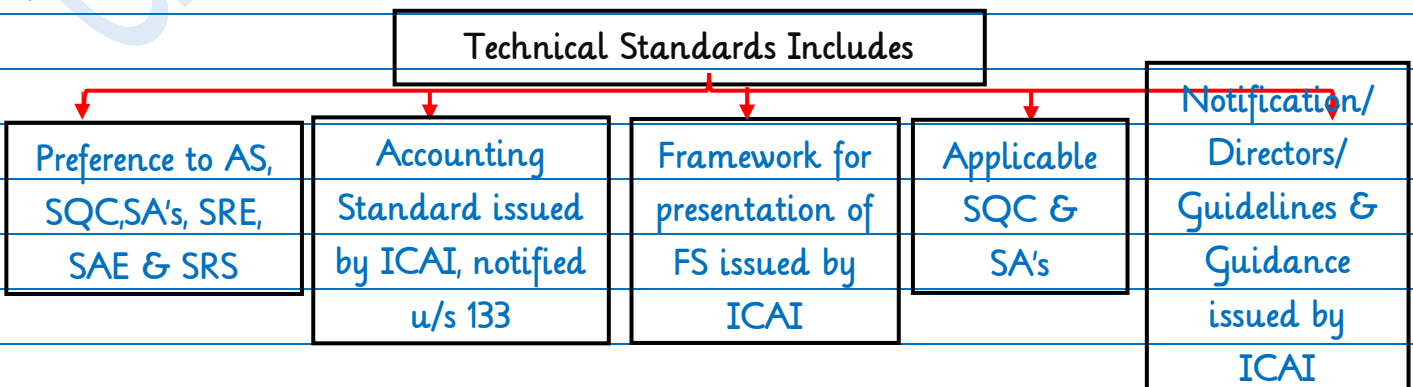 Technical Standards Includes
Preference to AS,
SQC,SA's, SRE,
SAE & SRS
Accounting
Standard issued
by ICAI, notified
u/s 133
Framework for
presentation of
FS issued by
ICAI
Applicable
SQC &
SA's
Notification/
Directors/
Guidelines &
Guidance
issued by
ICAI